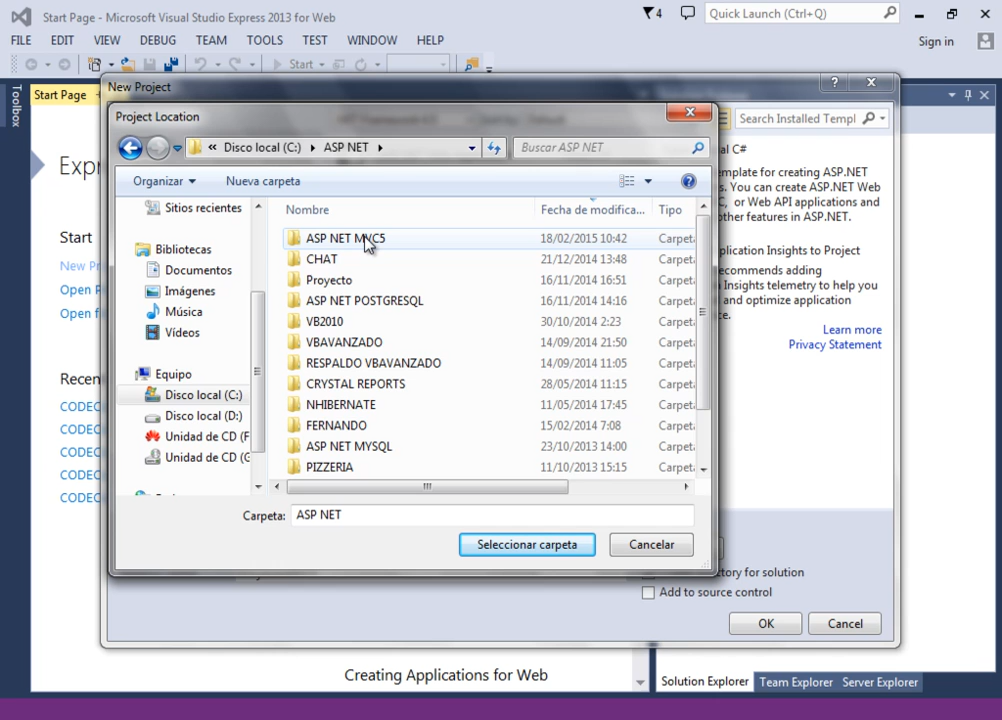 Start Page - Microsoft Visual Studio Express 2013 for Web
4
Quick Launch (Ctrl+Q)
FILE EDIT VIEW DEBUG TEAM TOOLS TEST WINDOW HELP
Sign in
Start
Toolbox
Start Page
New Project
Project Location
Search Installed Templ
« Disco local (C:) ASP NET
Buscar ASP NET
al C#
Organizar
Nueva carpeta
Expr
emplate for creating ASP.NET
s. You can create ASP.NET Web
C, or Web API applications and
other features in ASP.NET.
Sitios recientes
Nombre
Fecha de modifica...
Tipo
Start
New Pr
Open P
Open f
Bibliotecas
Documentos
Imágenes
Música
Vídeos
ASP NET MVC5 18/02/2015 10:42 Carpeta
CHAT 21/12/2014 13:48 Carpeta
Proyecto 16/11/2014 16:51 Carpeta
ASP NET POSTGRESQL 16/11/2014 14:16 Carpeta
VB2010 30/10/2014 2:23 Carpeta
VBAVANZADO 14/09/2014 21:50 Carpeta
RESPALDO VBAVANZADO 14/09/2014 11:05 Carpeta
CRYSTAL REPORTS 28/05/2014 11:15 Carpeta
NHIBERNATE 11/05/2014 17:45 Carpeta
FERNANDO 15/02/2014 7:08 Carpeta
ASP NET MYSQL 23/10/2013 14:00 Carpeta
PIZZERIA 11/10/2013 15:15 Carpeta
plication Insights to Project
ecommends adding
Insights telemetry to help you
and optimize application
ce.
Learn more
Privacy Statement
Recen
CODEC
CODEC
CODEC
CODEC
CODEC
Equipo
Disco local (C:)
Disco local (D:)
Unidad de CD (F
Unidad de CD (G
Carpeta: ASP NET
Seleccionar carpeta
Cancelar
tory for solution
Add to source control
OK
Cancel
Creating Applications for Web
Solution Explorer Team Explorer Server Explorer